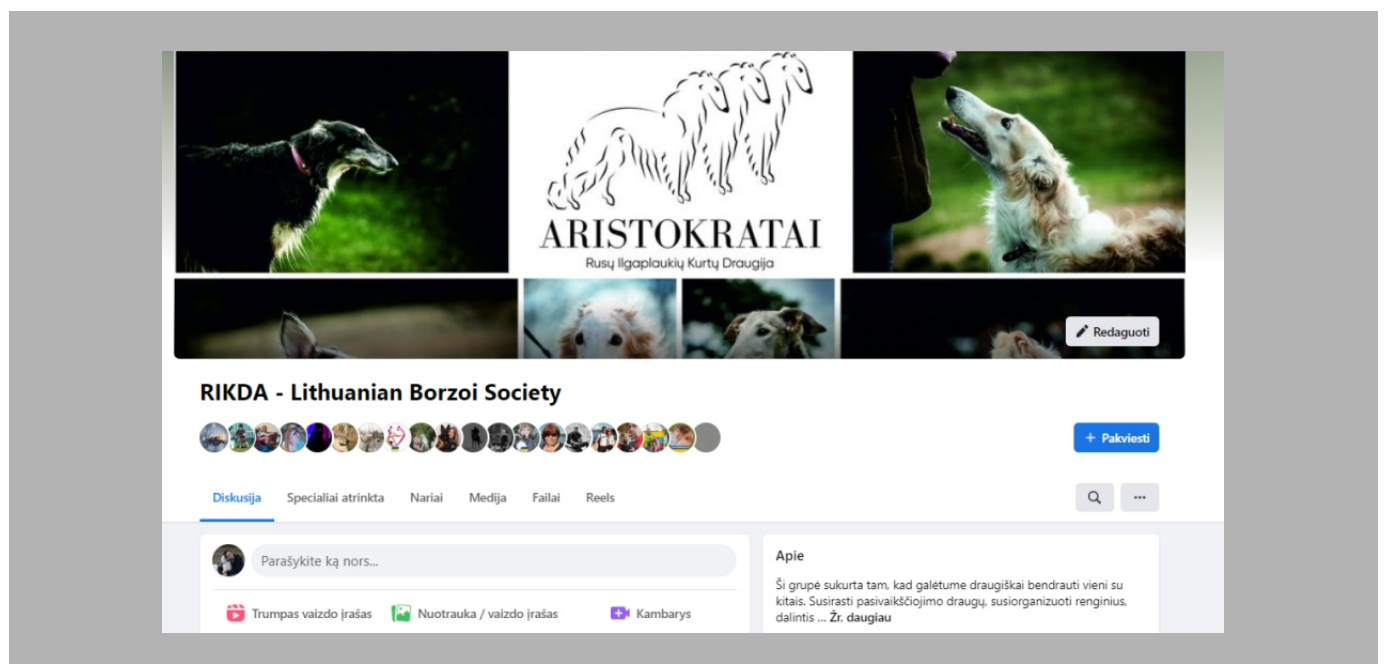 ARISTOKRATAI
Rusų Ilgaplaukių Kurtų Draugija
Redaguoti
RIKDA - Lithuanian Borzoi Society
+ Pakviesti
Diskusija Specialiai atrinkta Nariai Medija Failai Reels
Parašykite ką nors...
Trumpas vaizdo įrašas Nuotrauka / vaizdo įrašas Kambarys
Apie
Ši grupė sukurta tam, kad galėtume draugiškai bendrauti vieni su
kitais. Susirasti pasivaikščiojimo draugų, susiorganizuoti renginius,
dalintis ... Žr. daugiau